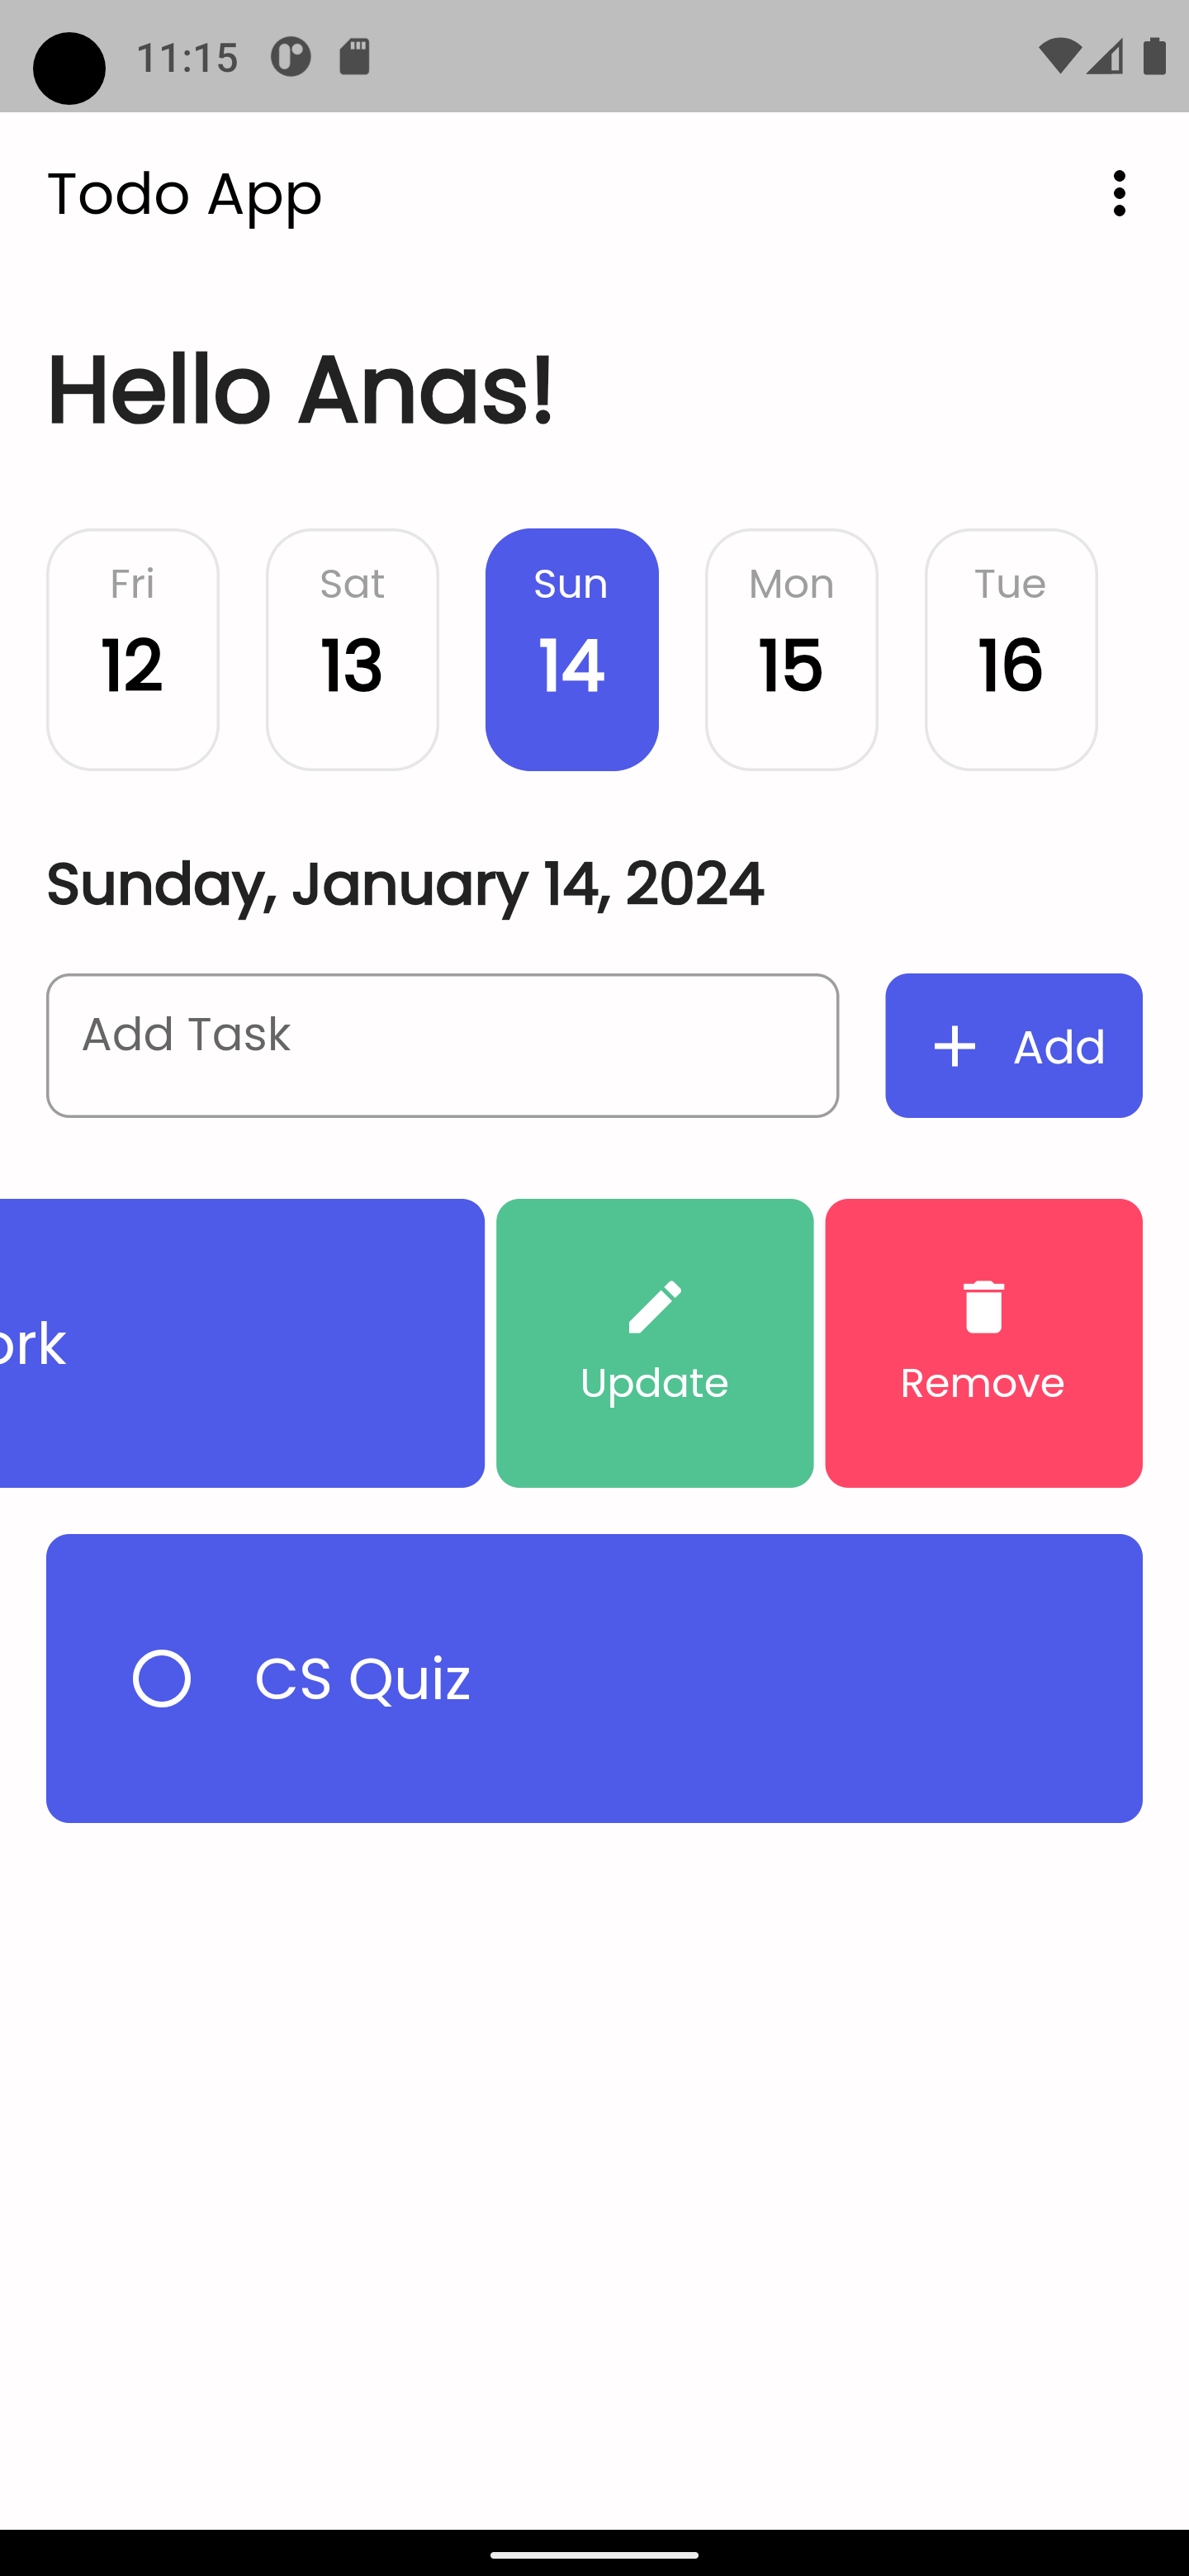 11:15
Todo App
Hello Anas!
Fri Sat Sun Mon Tue
12 13 14 15 16
Sunday, January 14, 2024
Add Task
Add
ork
Update Remove
CS Quiz